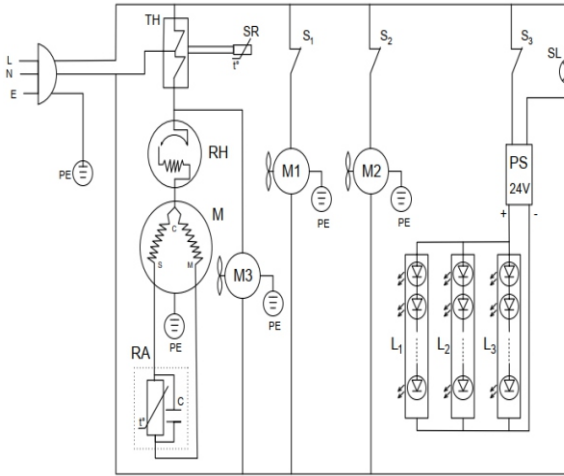 TH
SR
t°
S1
S2
S3
SL
L
N
E
PE
RH
M
C
S
M
M1
PE
M2
PE
PS
24V
+
-
M3
PE
PE
RA
t°
C
L1
L2
L3